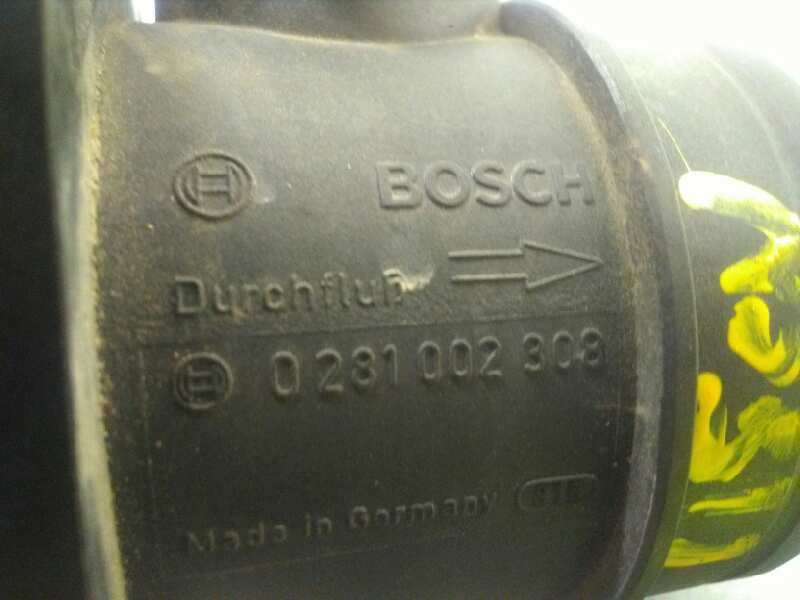 BOSCH
Durchfluß
0 281 002 308
Made in Germany